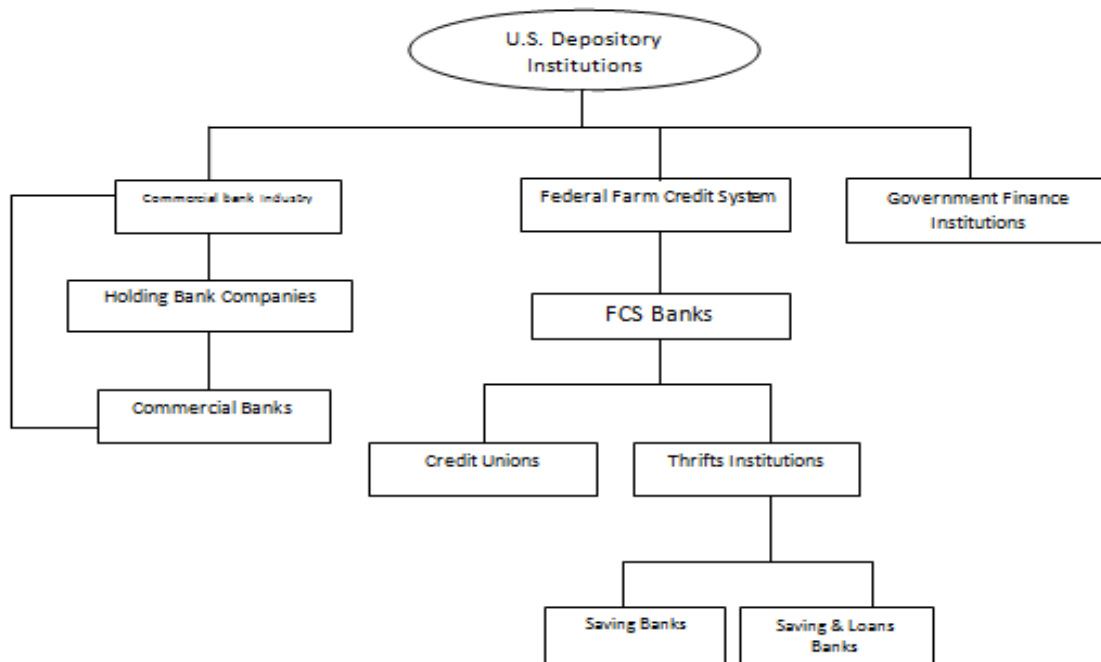 U.S. Depository
Institutions
Commercial bank Industry
Federal Farm Credit System
Government Finance
Institutions
Holding Bank Companies
FCS Banks
Commercial Banks
Credit Unions
Thrifts Institutions
Saving Banks
Saving & Loans
Banks